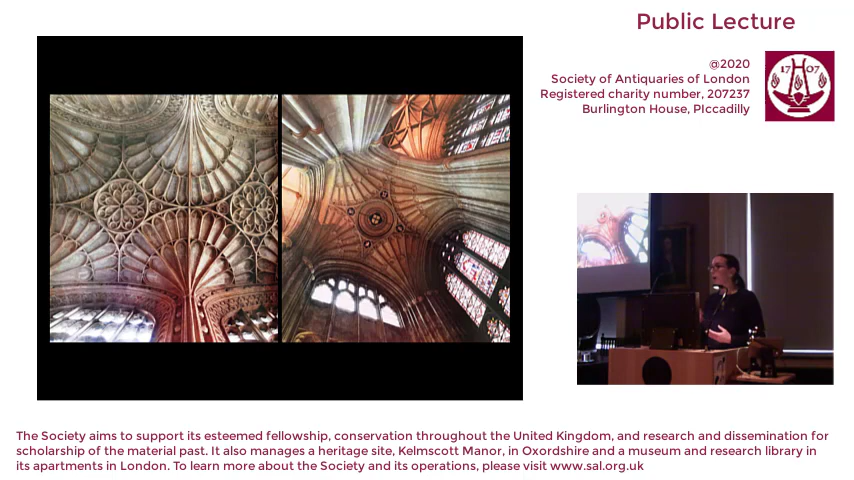 Public Lecture
@2020
Society of Antiquaries of London
Registered charity number, 207237
Burlington House, PIccadilly
17 07
The Society aims to support its esteemed fellowship, conservation throughout the United Kingdom, and research and dissemination for
scholarship of the material past. It also manages a heritage site, Kelmscott Manor, in Oxordshire and a museum and research library in
its apartments in London. To learn more about the Society and its operations, please visit www.sal.org.uk